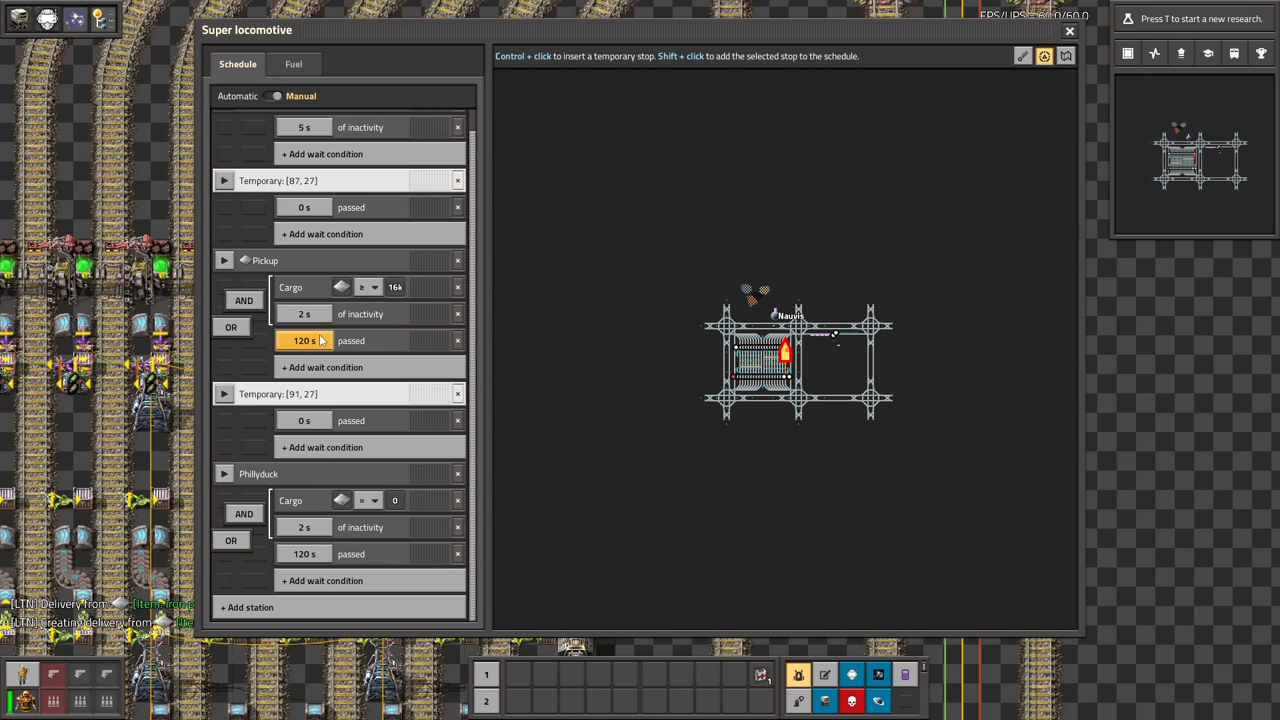 FPS/UPS = 60.0/60.0
Super locomotive
Press T to start a new research.
Schedule
Fuel
Control + click to insert a temporary stop. Shift + click to add the selected stop to the schedule.
Automatic
Manual
5 s
of inactivity
+ Add wait condition
Temporary: [87, 27]
0 s
passed
+ Add wait condition
Pickup
Cargo
≥
16k
AND
2 s
of inactivity
OR
120 s
passed
+ Add wait condition
Temporary: [91, 27]
0 s
passed
+ Add wait condition
Phillyduck
Cargo
=
0
AND
2 s
of inactivity
OR
120 s
passed
+ Add wait condition
+ Add station
Nauvis
[LTN] Delivery from
[Item: iron
[LTN] Creating delivery from
1
1
2